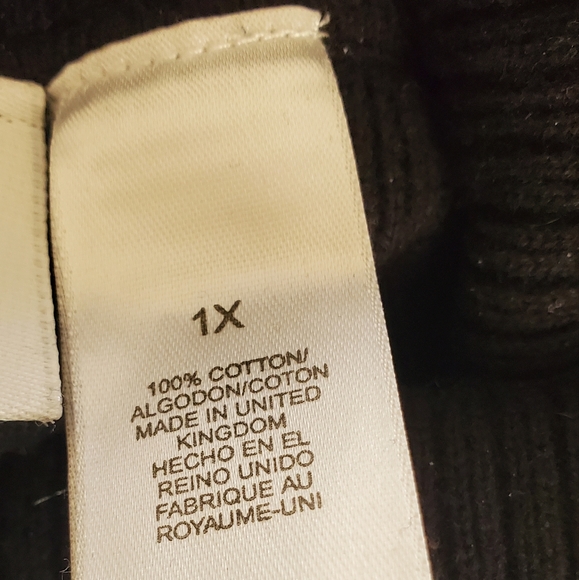 1X
100% COTTON/
ALGODON/COTON
MADE IN UNITED
KINGDOM
HECHO EN EL
REINO UNIDO
FABRIQUE AU
ROYAUME-UNI